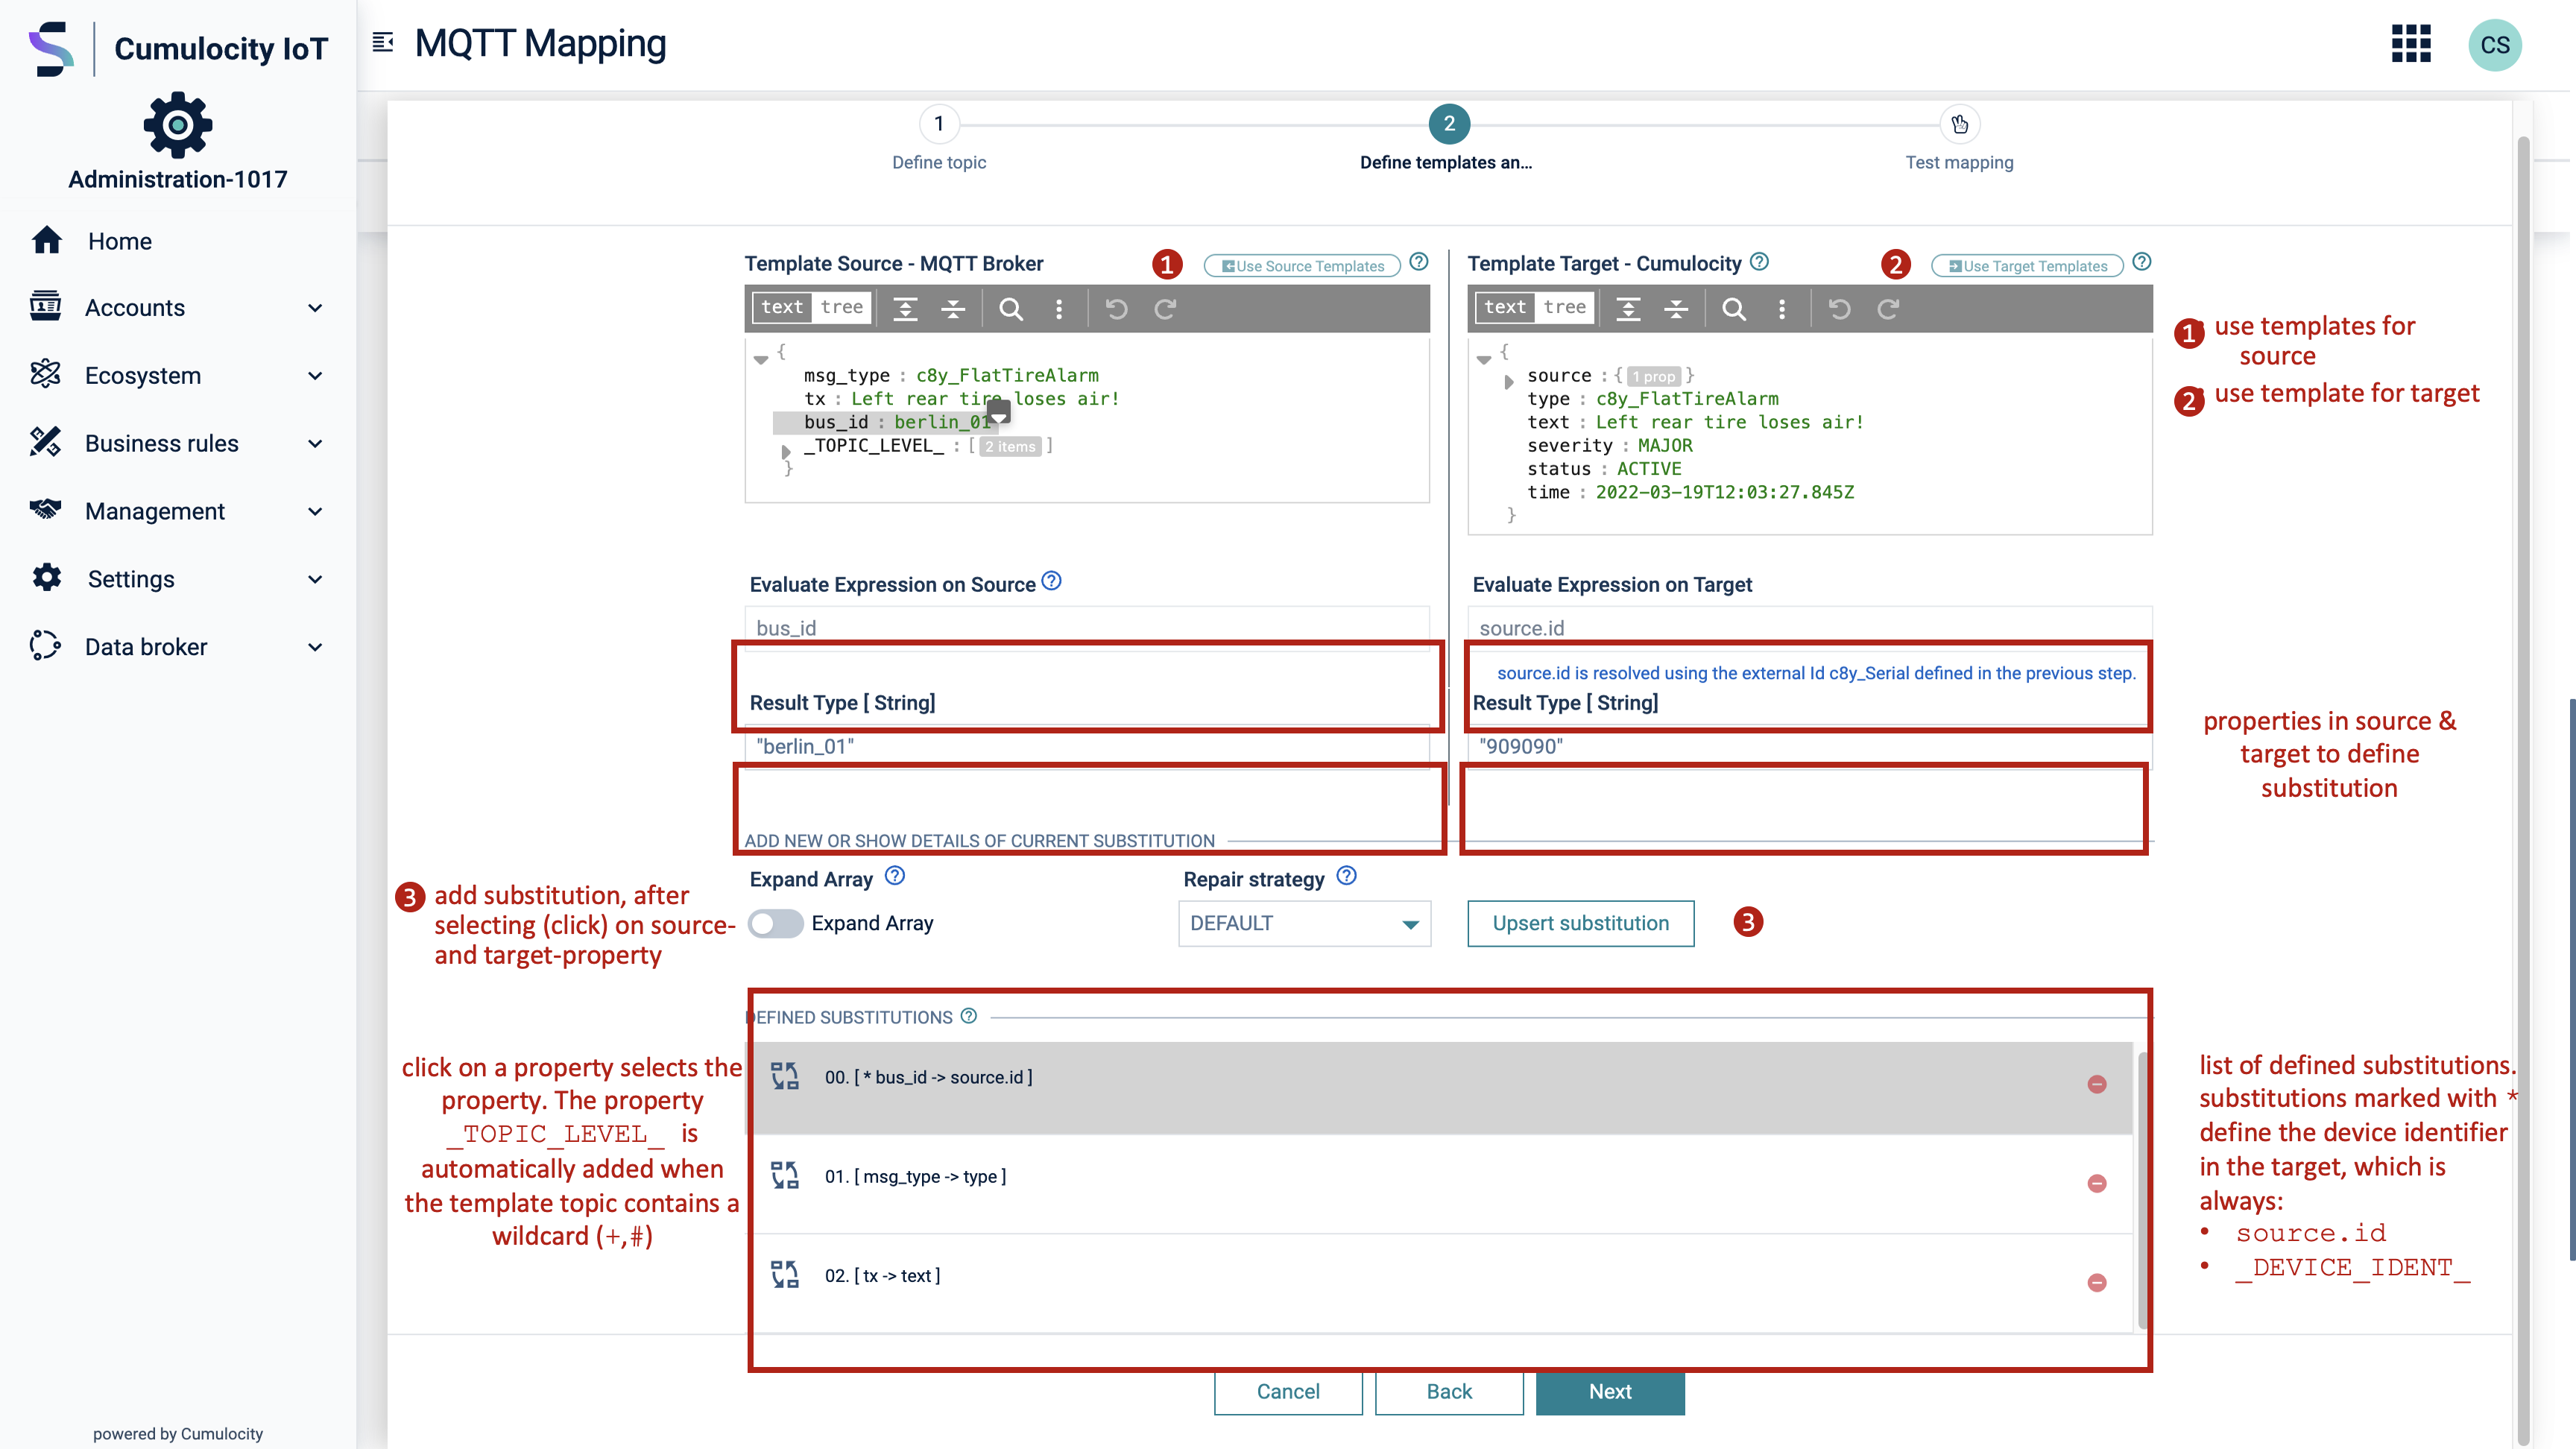 Cumulocity IoT
MQTT Mapping
CS
Administration-1017
Home
Accounts
Ecosystem
Business rules
Management
Settings
Data broker
powered by Cumulocity
1
Define topic
2
Define templates an...
Test mapping
Template Source - MQTT Broker
1
Use Source Templates
text tree
{
msg_type : c8y_FlatTireAlarm
tx : Left rear tire loses air!
bus_id : berlin_01
_TOPIC_LEVEL_ : [ 2 items ]
}
Template Target - Cumulocity
2
Use Target Templates
text tree
{
source : { 1 prop }
type : c8y_FlatTireAlarm
text : Left rear tire loses air!
severity : MAJOR
status : ACTIVE
time : 2022-03-19T12:03:27.845Z
}
1 use templates for
source
2 use template for target
Evaluate Expression on Source
bus_id
Result Type [ String]
"berlin_01"
Evaluate Expression on Target
source.id
source.id is resolved using the external Id c8y_Serial defined in the previous step.
Result Type [ String]
"909090"
properties in source &
target to define
substitution
ADD NEW OR SHOW DETAILS OF CURRENT SUBSTITUTION
Expand Array
Expand Array
Repair strategy
DEFAULT
Upsert substitution
3
3 add substitution, after
selecting (click) on source-
and target-property
DEFINED SUBSTITUTIONS
00. [ * bus_id -> source.id ]
01. [ msg_type -> type ]
02. [ tx -> text ]
click on a property selects the
property. The property
_TOPIC_LEVEL_ is
automatically added when
the template topic contains a
wildcard (+,#)
list of defined substitutions.
substitutions marked with *
define the device identifier
in the target, which is
always:
• source.id
• _DEVICE_IDENT_
Cancel
Back
Next